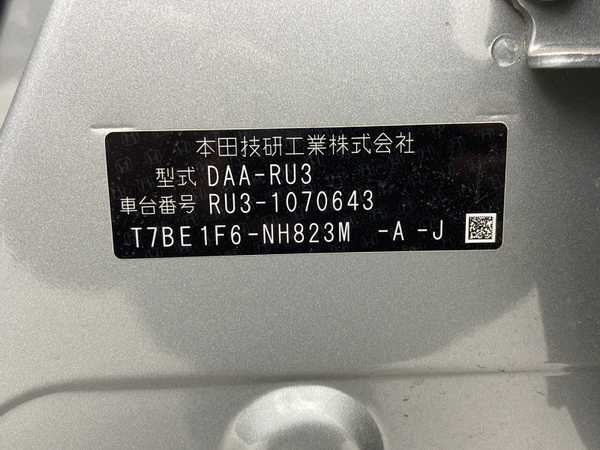 本田技研工業株式会社
型式 DAA-RU3
車台番号 RU3-1070643
T7BE1F6-NH823M -A -J